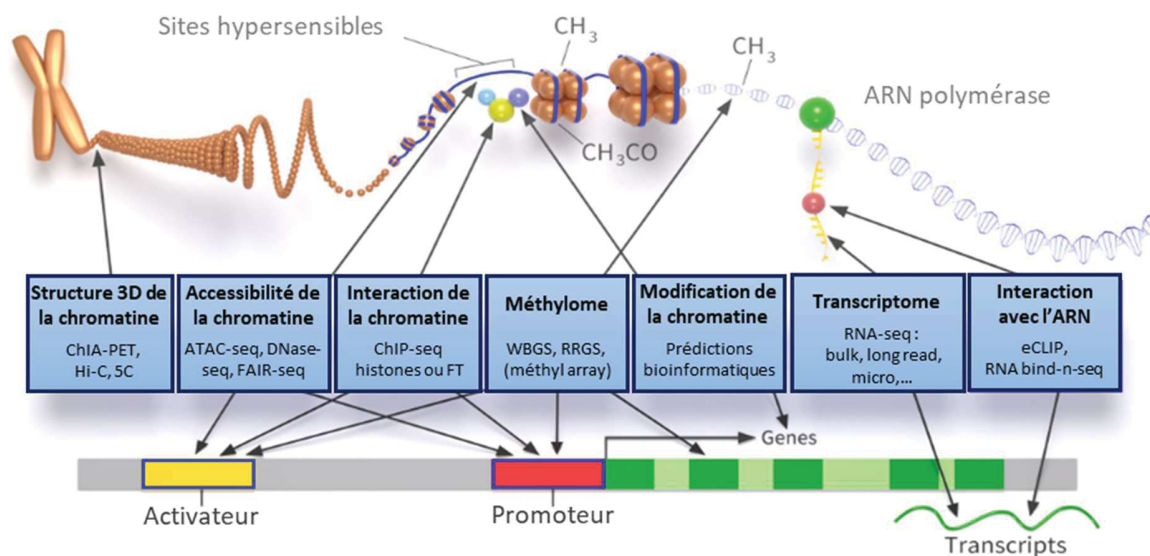 Sites hypersensibles
CH3
CH3
ARN polymérase
CH3CO
Structure 3D de
la chromatine
ChIA-PET,
Hi-C, 5C
Accessibilité de
la chromatine
ATAC-seq, DNase-
seq, FAIR-seq
Interaction de
la chromatine
ChIP-seq
histones ou FT
Méthylome
WBGS, RRGS,
(méthyl array)
Modification de
la chromatine
Prédictions
bioinformatiques
Transcriptome
RNA-seq :
bulk, long read,
micro,...
Interaction
avec l'ARN
eCLIP,
RNA bind-n-seq
Genes
Activateur
Promoteur
Transcripts